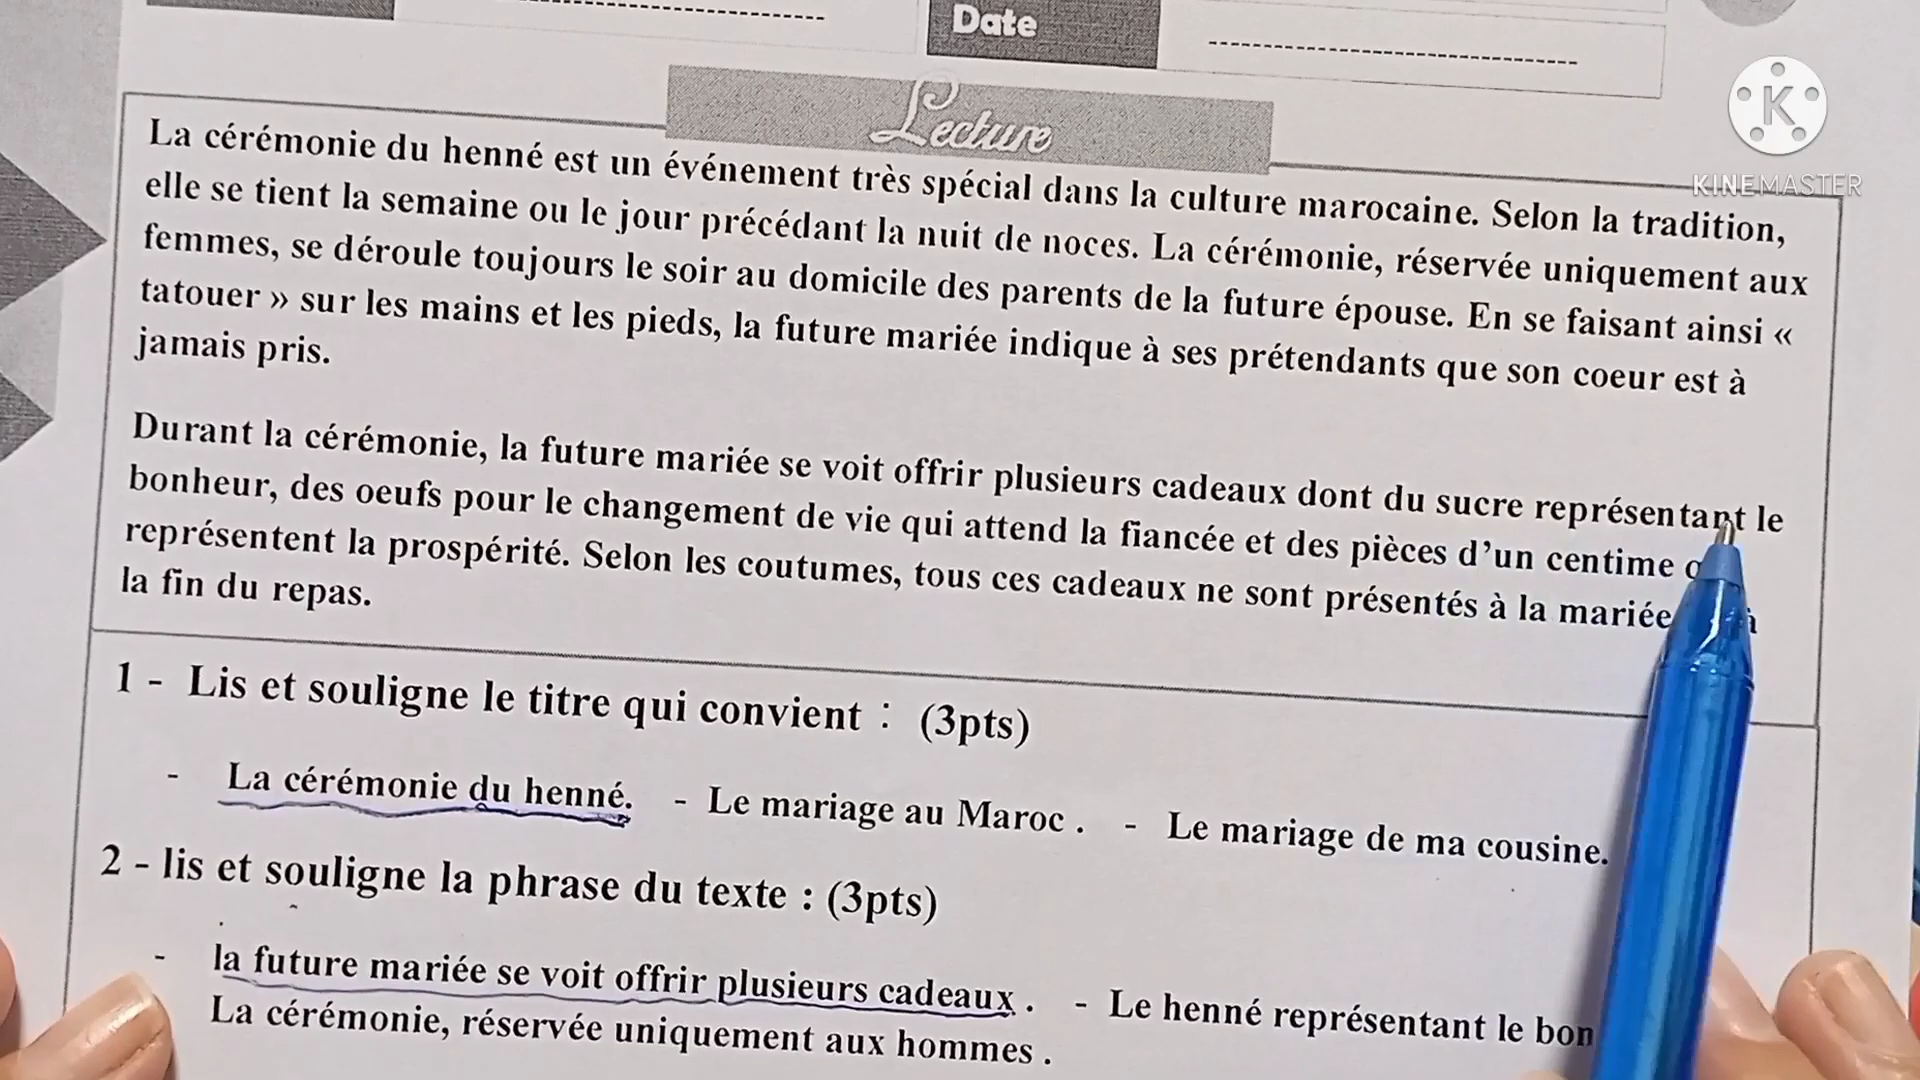 Date
Lecture
KINEMASTER
La cérémonie du henné est un événement très spécial dans la culture marocaine. Selon la tradition,
elle se tient la semaine ou le jour précédant la nuit de noces. La cérémonie, réservée uniquement aux
femmes, se déroule toujours le soir au domicile des parents de la future épouse. En se faisant ainsi «
tatouer » sur les mains et les pieds, la future mariée indique à ses prétendants que son coeur est à
jamais pris.
Durant la cérémonie, la future mariée se voit offrir plusieurs cadeaux dont du sucre représentant le
bonheur, des oeufs pour le changement de vie qui attend la fiancée et des pièces d'un centime
représentent la prospérité. Selon les coutumes, tous ces cadeaux ne sont présentés à la mariée à
la fin du repas.
1 - Lis et souligne le titre qui convient : (3pts)
- La cérémonie du henné. - Le mariage au Maroc . - Le mariage de ma cousine.
2 - lis et souligne la phrase du texte : (3pts)
- la future mariée se voit offrir plusieurs cadeaux . - Le henné représentant le bon
La cérémonie, réservée uniquement aux hommes .